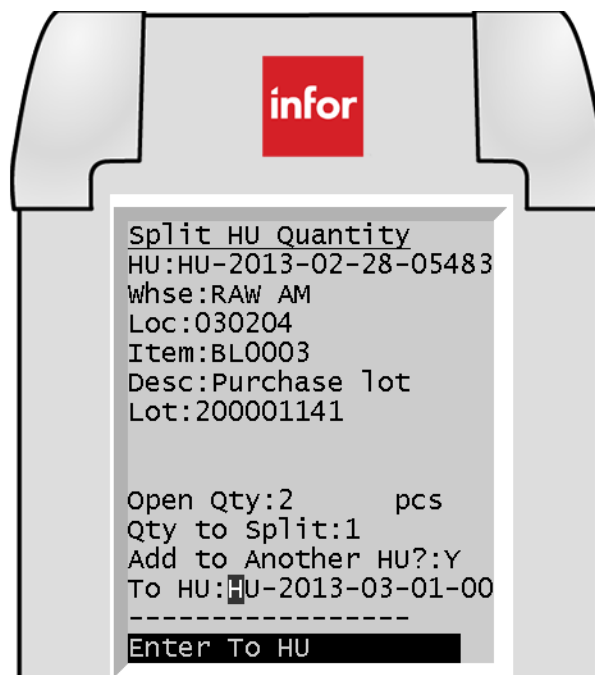 infor
Split HU Quantity
HU:HU-2013-02-28-05483
Whse:RAW AM
Loc:030204
Item:BL0003
Desc:Purchase lot
Lot:200001141
Open Qty:2 pcs
Qty to Split:1
Add to Another HU?:Y
To HU:HU-2013-03-01-00
-----------------
Enter To HU